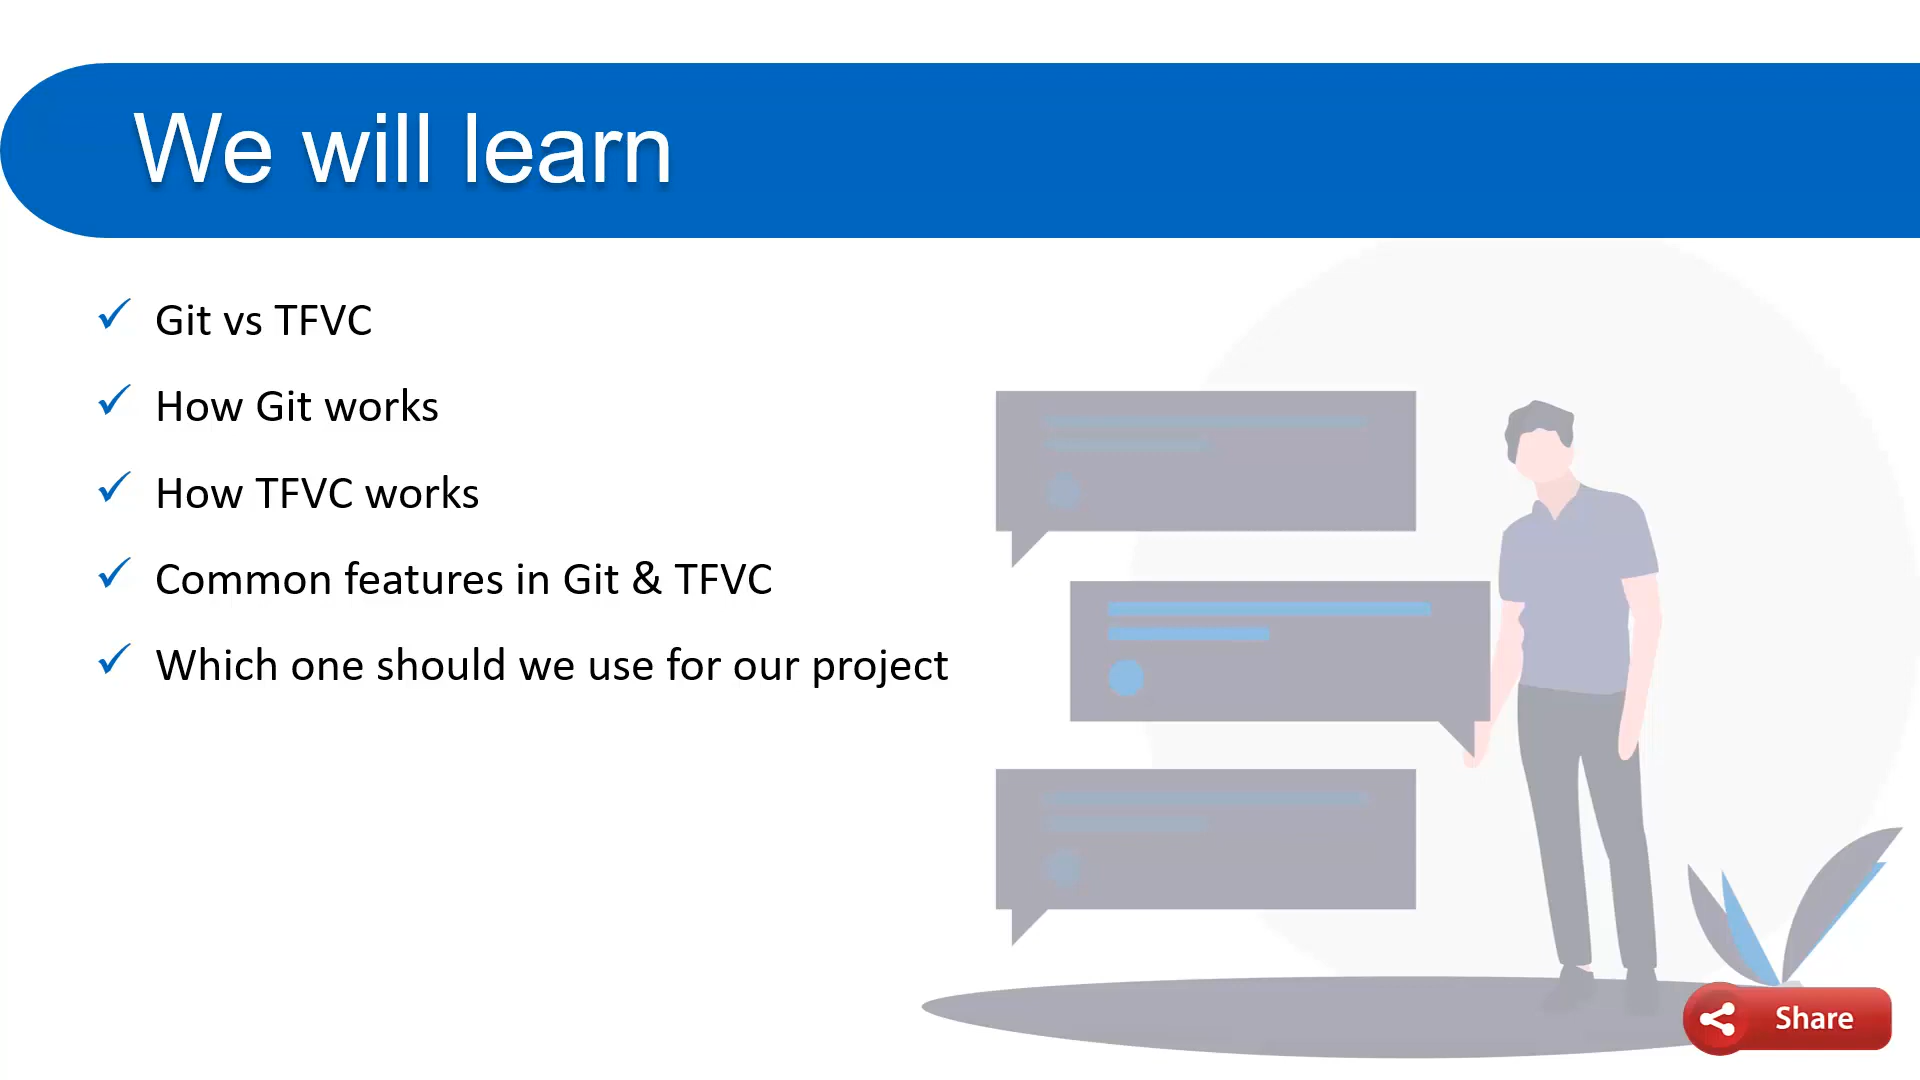 We will learn
Git vs TFVC
How Git works
How TFVC works
Common features in Git & TFVC
Which one should we use for our project
Share